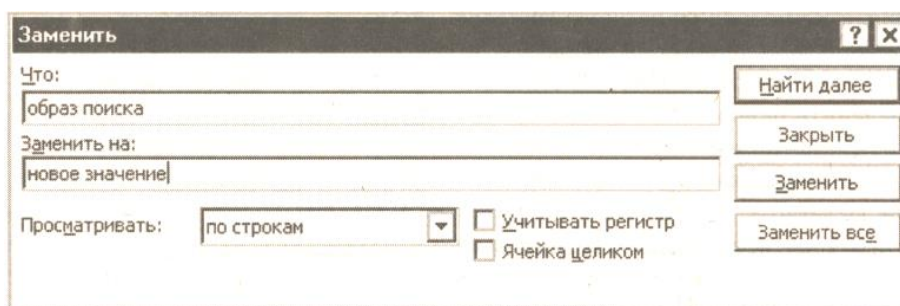 Заменить
Что:
образ поиска
Найти далее
Закрыть
Заменить на:
новое значение
Заменить
Просматривать:
по строкам
Учитывать регистр
Ячейка целиком
Заменить все